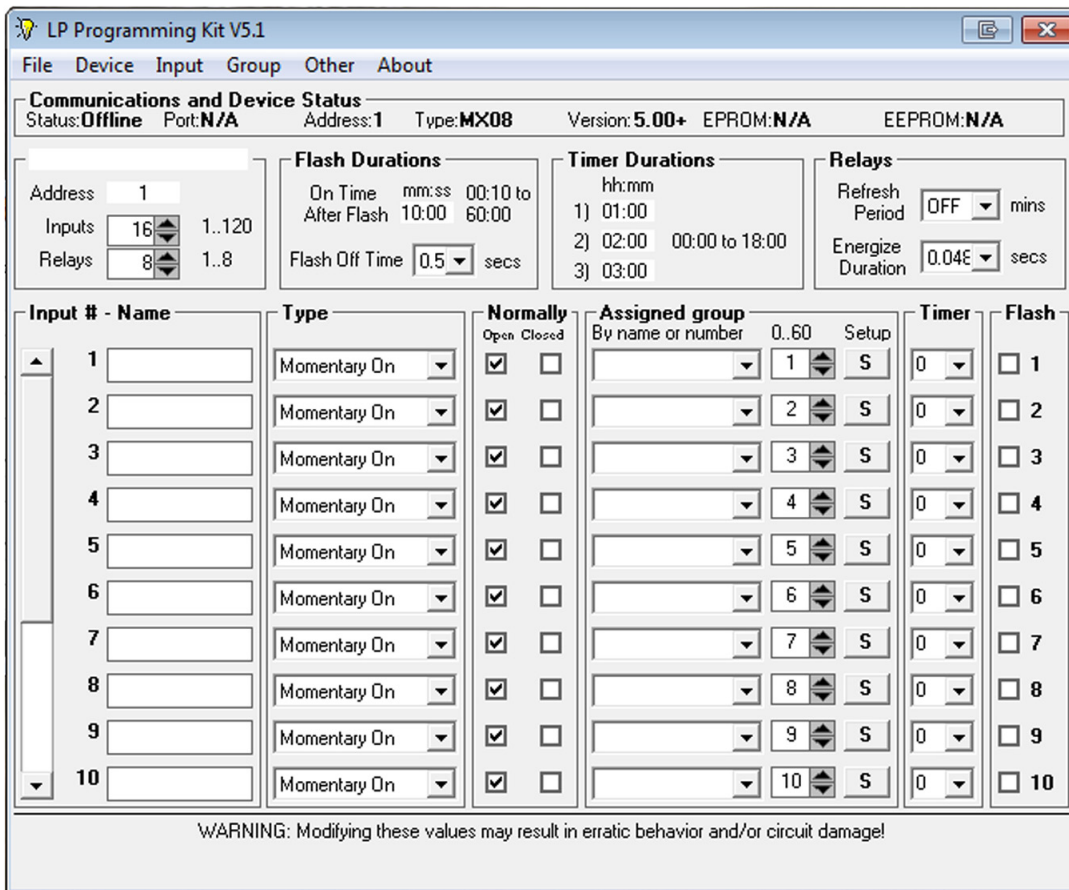 LP Programming Kit V5.1
File Device Input Group Other About
Communications and Device Status
Status:Offline Port:N/A Address:1 Type:MX08 Version:5.00+ EPROM:N/A EEPROM:N/A
Address 1
Inputs 16 1..120
Relays 8 1..8
Flash Durations
On Time mm:ss 00:10 to
After Flash 10:00 60:00
Flash Off Time 0.5 secs
Timer Durations
hh:mm
1) 01:00
2) 02:00 00:00 to 18:00
3) 03:00
Relays
Refresh
Period OFF mins
Energize
Duration 0.048 secs
Input # - Name Type Normally Assigned group Timer Flash
Open Closed By name or number 0..60 Setup
1 Momentary On 1 S 0 1
2 Momentary On 2 S 0 2
3 Momentary On 3 S 0 3
4 Momentary On 4 S 0 4
5 Momentary On 5 S 0 5
6 Momentary On 6 S 0 6
7 Momentary On 7 S 0 7
8 Momentary On 8 S 0 8
9 Momentary On 9 S 0 9
10 Momentary On 10 S 0 10
WARNING: Modifying these values may result in erratic behavior and/or circuit damage!